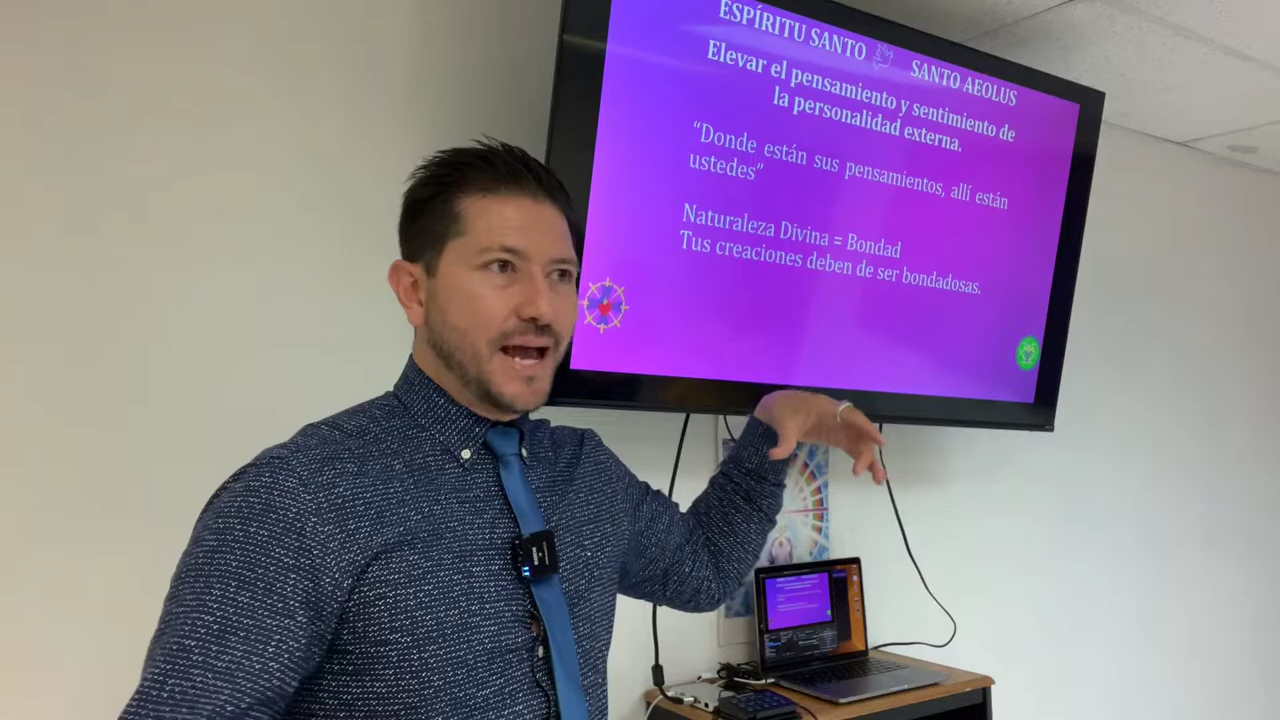 ESPÍRITU SANTO SANTO AEOLUS
Elevar el pensamiento y sentimiento de
la personalidad externa.
“Donde están sus pensamientos, allí están
ustedes”
Naturaleza Divina = Bondad
Tus creaciones deben de ser bondadosas.